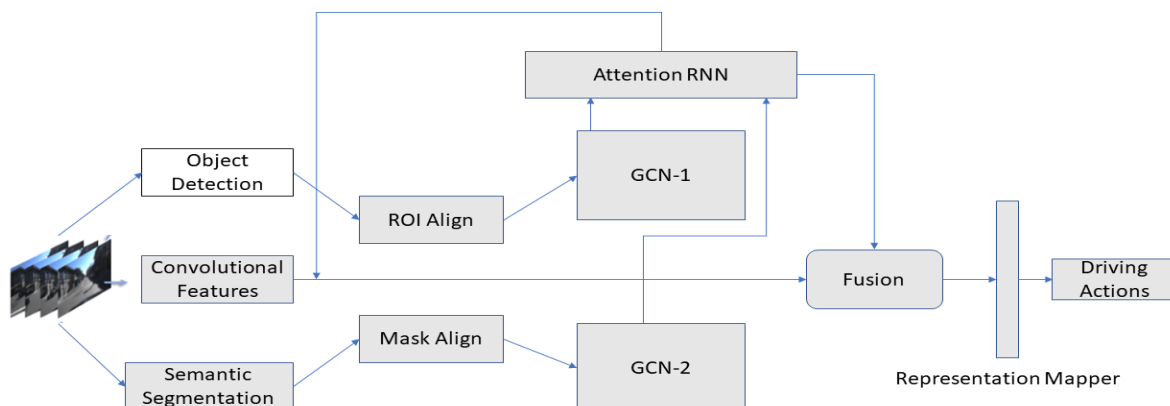 Attention RNN
Object
Detection
GCN-1
ROI Align
Convolutional
Features
Fusion
Driving
Actions
Mask Align
GCN-2
Semantic
Segmentation
Representation Mapper